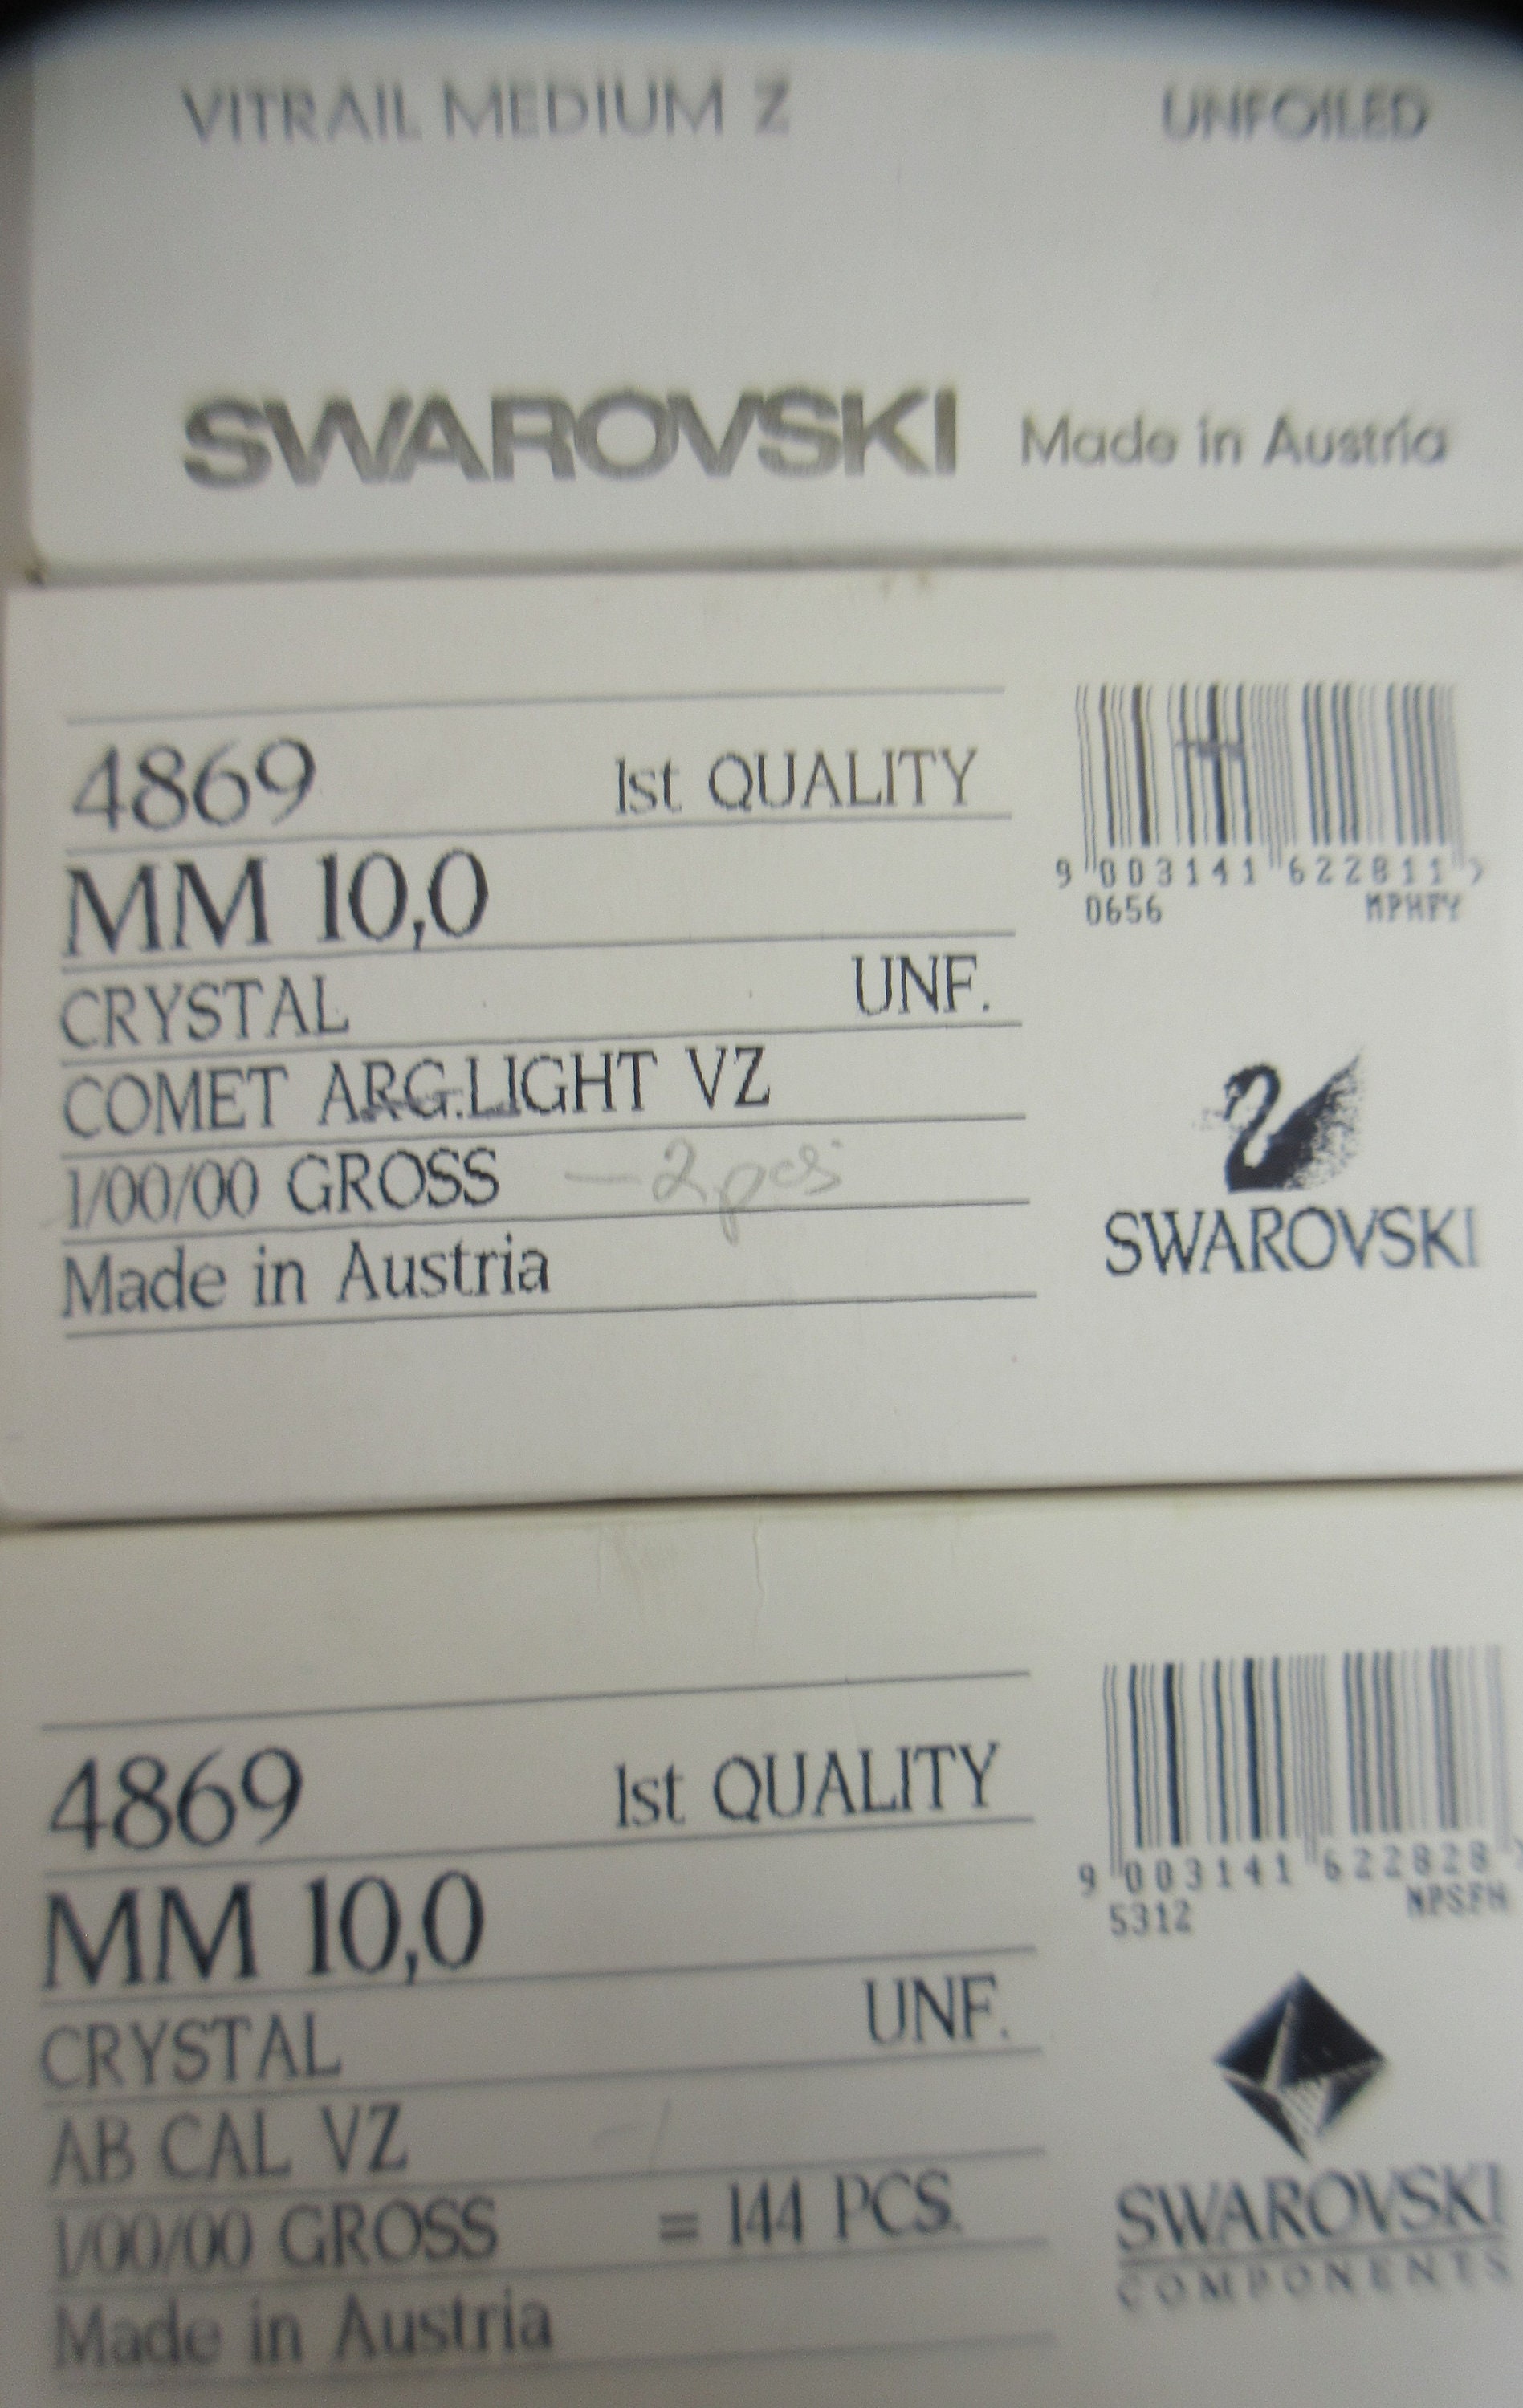 VITRAIL MEDIUM Z UNFOILED
SWAROVSKI Made in Austria
4869 1st QUALITY
MM 10,0
CRYSTAL UNF.
COMET ARG.LIGHT VZ
1/00/00 GROSS — 2 pcs
Made in Austria
9 003141 622811 >
0656 MPHFY
SWAROVSKI
4869 1st QUALITY
MM 10,0
CRYSTAL UNF.
AB CAL VZ
1/00/00 GROSS = 144 PCS.
Made in Austria
9 003141 622828 >
5312 NPSFH
SWAROVSKI
COMPONENTS